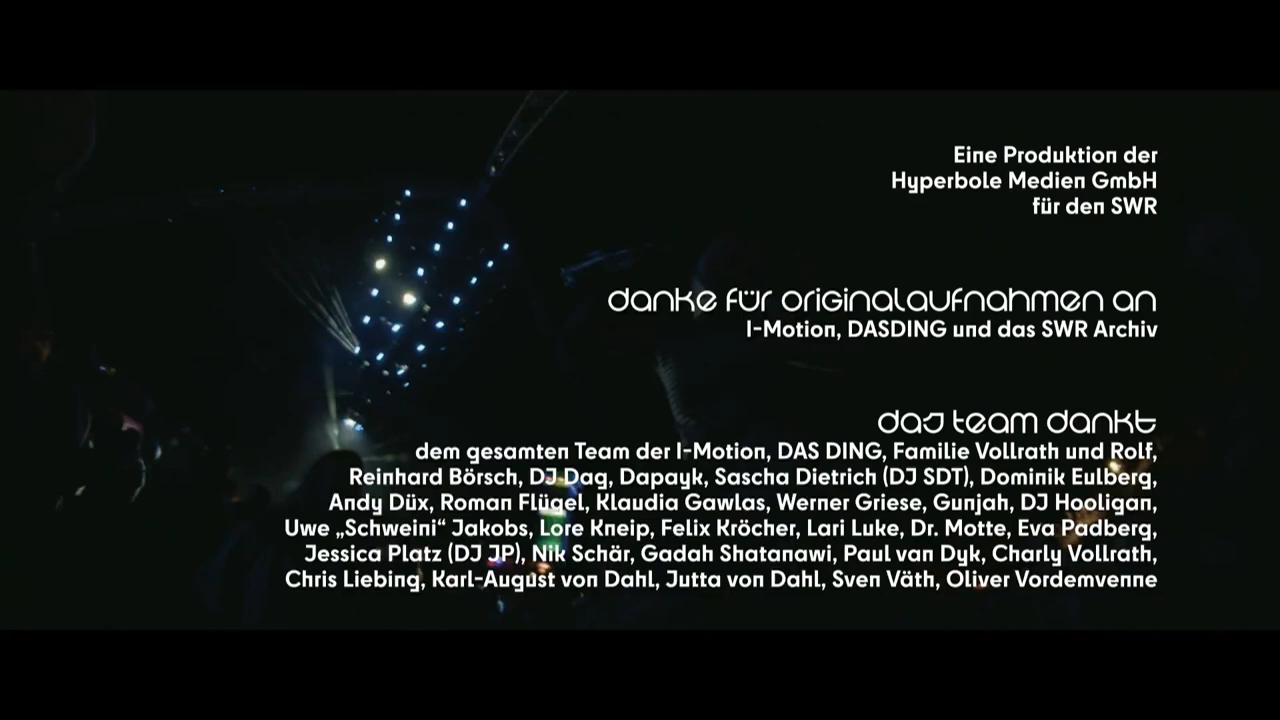 Eine Produktion der
Hyperbole Medien GmbH
für den SWR
danke für originalaufnahmen an
I-Motion, DASDING und das SWR Archiv
das team dankt
dem gesamten Team der I-Motion, DAS DING, Familie Vollrath und Rolf,
Reinhard Börsch, DJ Dag, Dapayk, Sascha Dietrich (DJ SDT), Dominik Eulberg,
Andy Düx, Roman Flügel, Klaudia Gawlas, Werner Griese, Gunjah, DJ Hooligan,
Uwe „Schweini“ Jakobs, Lore Kneip, Felix Kröcher, Lari Luke, Dr. Motte, Eva Padberg,
Jessica Platz (DJ JP), Nik Schär, Gadah Shatanawi, Paul van Dyk, Charly Vollrath,
Chris Liebing, Karl-August von Dahl, Jutta von Dahl, Sven Väth, Oliver Vordemvenne